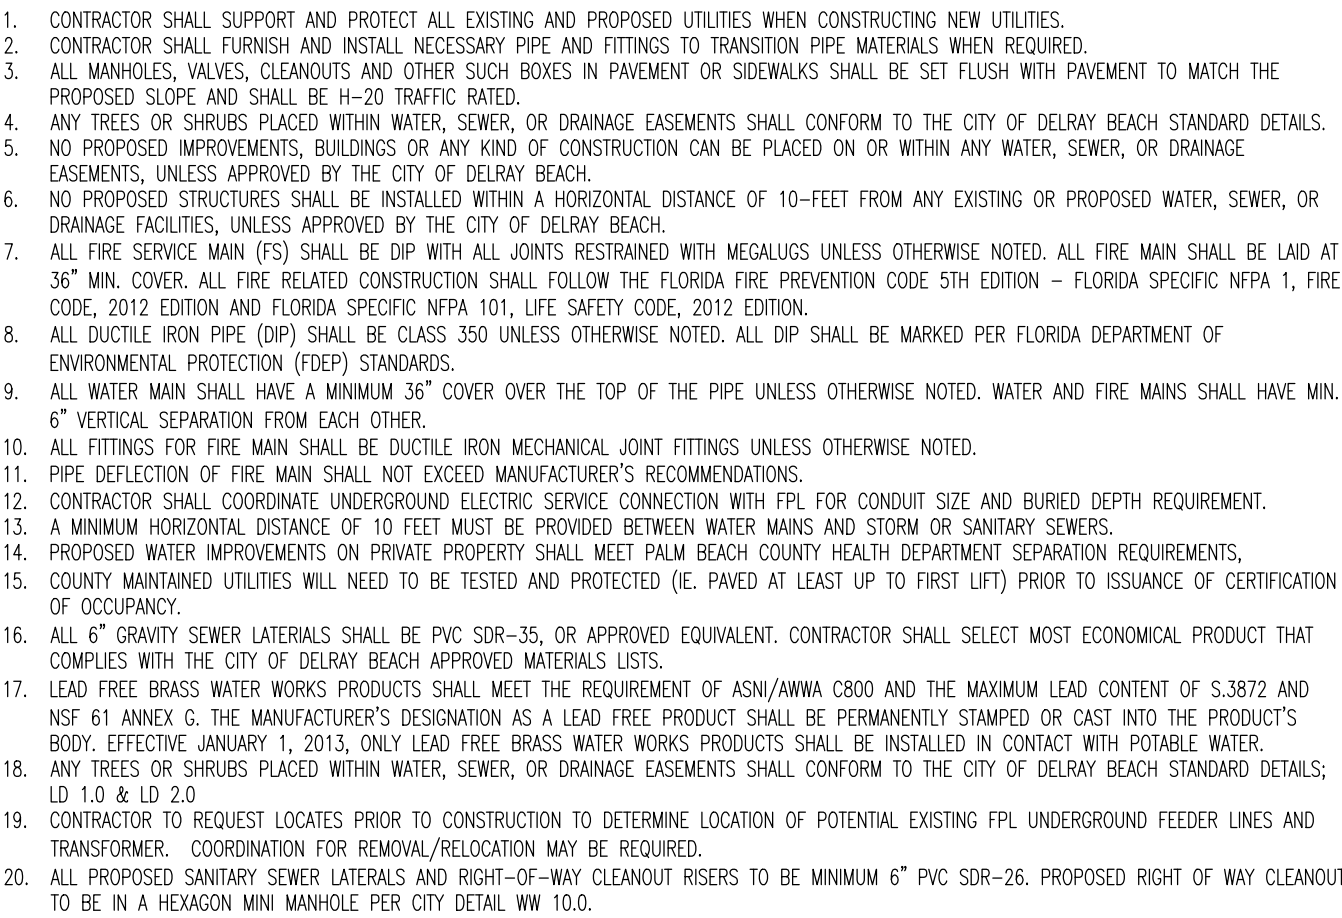 1. CONTRACTOR SHALL SUPPORT AND PROTECT ALL EXISTING AND PROPOSED UTILITIES WHEN CONSTRUCTING NEW UTILITIES.
2. CONTRACTOR SHALL FURNISH AND INSTALL NECESSARY PIPE AND FITTINGS TO TRANSITION PIPE MATERIALS WHEN REQUIRED.
3. ALL MANHOLES, VALVES, CLEANOUTS AND OTHER SUCH BOXES IN PAVEMENT OR SIDEWALKS SHALL BE SET FLUSH WITH PAVEMENT TO MATCH THE
PROPOSED SLOPE AND SHALL BE H-20 TRAFFIC RATED.
4. ANY TREES OR SHRUBS PLACED WITHIN WATER, SEWER, OR DRAINAGE EASEMENTS SHALL CONFORM TO THE CITY OF DELRAY BEACH STANDARD DETAILS.
5. NO PROPOSED IMPROVEMENTS, BUILDINGS OR ANY KIND OF CONSTRUCTION CAN BE PLACED ON OR WITHIN ANY WATER, SEWER, OR DRAINAGE
EASEMENTS, UNLESS APPROVED BY THE CITY OF DELRAY BEACH.
6. NO PROPOSED STRUCTURES SHALL BE INSTALLED WITHIN A HORIZONTAL DISTANCE OF 10-FEET FROM ANY EXISTING OR PROPOSED WATER, SEWER, OR
DRAINAGE FACILITIES, UNLESS APPROVED BY THE CITY OF DELRAY BEACH.
7. ALL FIRE SERVICE MAIN (FS) SHALL BE DIP WITH ALL JOINTS RESTRAINED WITH MEGALUGS UNLESS OTHERWISE NOTED. ALL FIRE MAIN SHALL BE LAID AT
36" MIN. COVER. ALL FIRE RELATED CONSTRUCTION SHALL FOLLOW THE FLORIDA FIRE PREVENTION CODE 5TH EDITION – FLORIDA SPECIFIC NFPA 1, FIRE
CODE, 2012 EDITION AND FLORIDA SPECIFIC NFPA 101, LIFE SAFETY CODE, 2012 EDITION.
8. ALL DUCTILE IRON PIPE (DIP) SHALL BE CLASS 350 UNLESS OTHERWISE NOTED. ALL DIP SHALL BE MARKED PER FLORIDA DEPARTMENT OF
ENVIRONMENTAL PROTECTION (FDEP) STANDARDS.
9. ALL WATER MAIN SHALL HAVE A MINIMUM 36" COVER OVER THE TOP OF THE PIPE UNLESS OTHERWISE NOTED. WATER AND FIRE MAINS SHALL HAVE MIN.
6" VERTICAL SEPARATION FROM EACH OTHER.
10. ALL FITTINGS FOR FIRE MAIN SHALL BE DUCTILE IRON MECHANICAL JOINT FITTINGS UNLESS OTHERWISE NOTED.
11. PIPE DEFLECTION OF FIRE MAIN SHALL NOT EXCEED MANUFACTURER'S RECOMMENDATIONS.
12. CONTRACTOR SHALL COORDINATE UNDERGROUND ELECTRIC SERVICE CONNECTION WITH FPL FOR CONDUIT SIZE AND BURIED DEPTH REQUIREMENT.
13. A MINIMUM HORIZONTAL DISTANCE OF 10 FEET MUST BE PROVIDED BETWEEN WATER MAINS AND STORM OR SANITARY SEWERS.
14. PROPOSED WATER IMPROVEMENTS ON PRIVATE PROPERTY SHALL MEET PALM BEACH COUNTY HEALTH DEPARTMENT SEPARATION REQUIREMENTS,
15. COUNTY MAINTAINED UTILITIES WILL NEED TO BE TESTED AND PROTECTED (IE. PAVED AT LEAST UP TO FIRST LIFT) PRIOR TO ISSUANCE OF CERTIFICATION
OF OCCUPANCY.
16. ALL 6" GRAVITY SEWER LATERIALS SHALL BE PVC SDR-35, OR APPROVED EQUIVALENT. CONTRACTOR SHALL SELECT MOST ECONOMICAL PRODUCT THAT
COMPLIES WITH THE CITY OF DELRAY BEACH APPROVED MATERIALS LISTS.
17. LEAD FREE BRASS WATER WORKS PRODUCTS SHALL MEET THE REQUIREMENT OF ASNI/AWWA C800 AND THE MAXIMUM LEAD CONTENT OF S.3872 AND
NSF 61 ANNEX G. THE MANUFACTURER'S DESIGNATION AS A LEAD FREE PRODUCT SHALL BE PERMANENTLY STAMPED OR CAST INTO THE PRODUCT'S
BODY. EFFECTIVE JANUARY 1, 2013, ONLY LEAD FREE BRASS WATER WORKS PRODUCTS SHALL BE INSTALLED IN CONTACT WITH POTABLE WATER.
18. ANY TREES OR SHRUBS PLACED WITHIN WATER, SEWER, OR DRAINAGE EASEMENTS SHALL CONFORM TO THE CITY OF DELRAY BEACH STANDARD DETAILS;
LD 1.0 & LD 2.0
19. CONTRACTOR TO REQUEST LOCATES PRIOR TO CONSTRUCTION TO DETERMINE LOCATION OF POTENTIAL EXISTING FPL UNDERGROUND FEEDER LINES AND
TRANSFORMER. COORDINATION FOR REMOVAL/RELOCATION MAY BE REQUIRED.
20. ALL PROPOSED SANITARY SEWER LATERALS AND RIGHT-OF-WAY CLEANOUT RISERS TO BE MINIMUM 6" PVC SDR-26. PROPOSED RIGHT OF WAY CLEANOUT
TO BE IN A HEXAGON MINI MANHOLE PER CITY DETAIL WW 10.0.